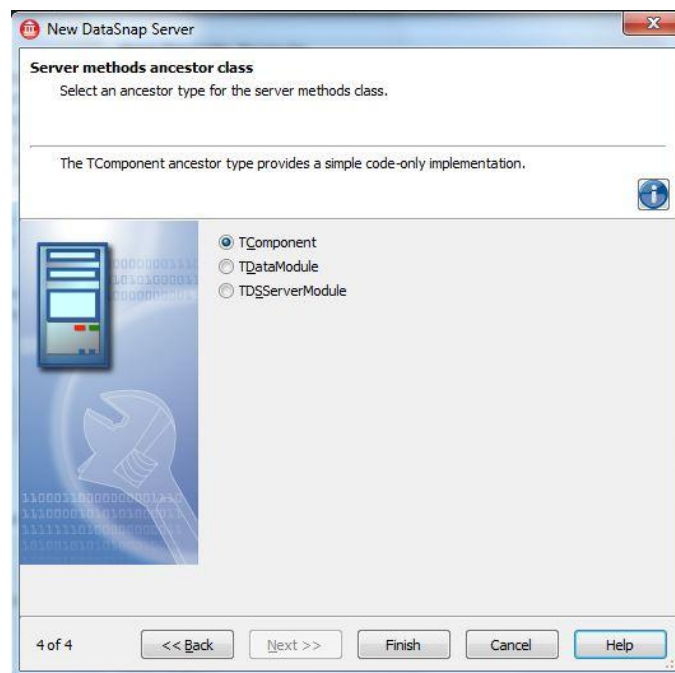 New DataSnap Server
Server methods ancestor class
Select an ancestor type for the server methods class.
The TComponent ancestor type provides a simple code-only implementation.
TComponent
TDataModule
TDSServerModule
4 of 4
<< Back
Next >>
Finish
Cancel
Help